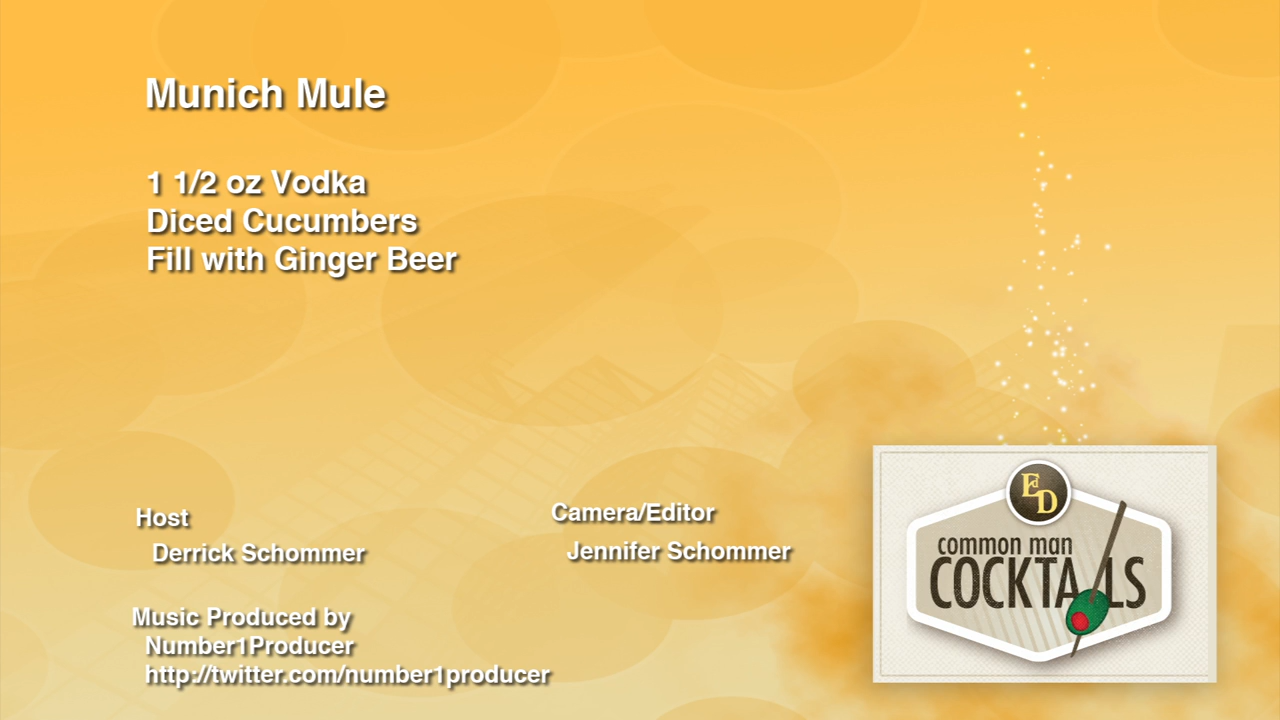 Munich Mule
1 1/2 oz Vodka
Diced Cucumbers
Fill with Ginger Beer
Host
Derrick Schommer
Camera/Editor
Jennifer Schommer
Music Produced by
Number1Producer
http://twitter.com/number1producer
EdD
common man
COCKTAILS